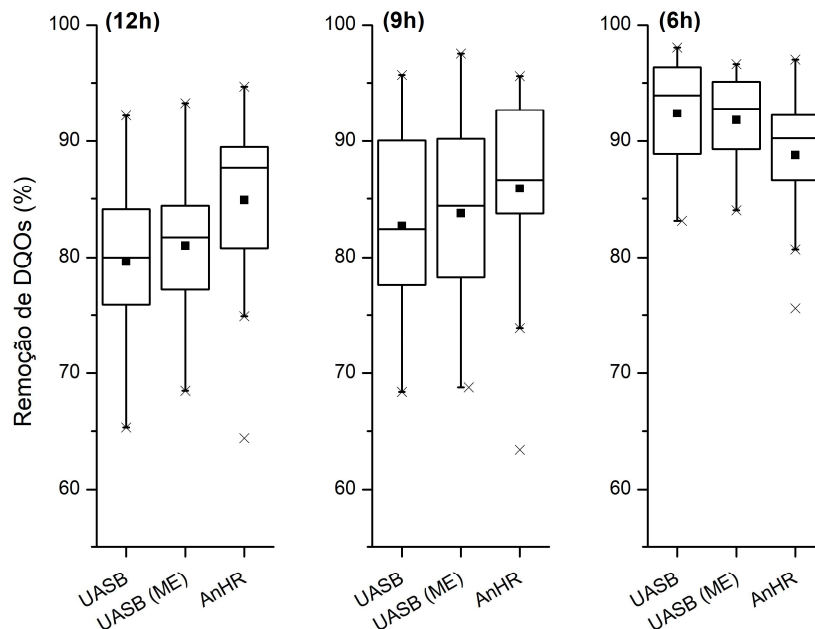 (12h)
(9h)
(6h)
Remoção de DQOs (%)
100
90
80
70
60
100
90
80
70
60
100
90
80
70
60
UASB
UASB (ME)
AnHR
UASB
UASB (ME)
AnHR
UASB
UASB (ME)
AnHR